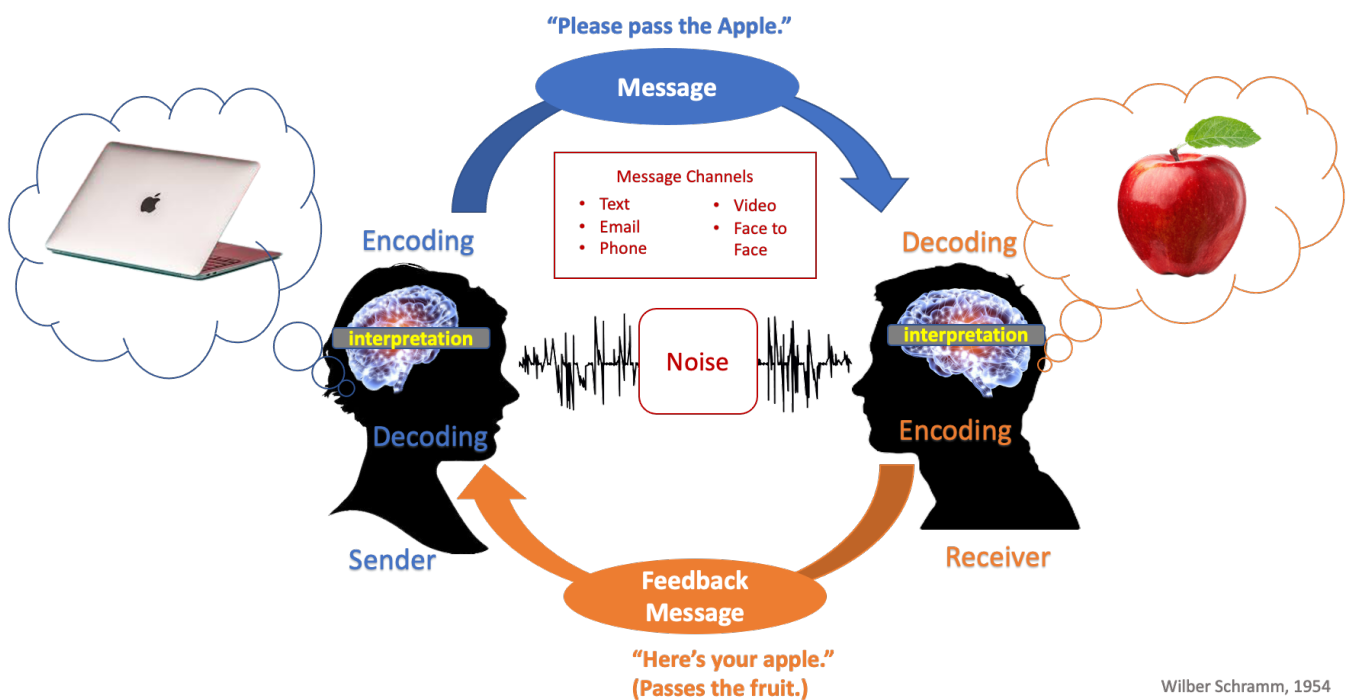 “Please pass the Apple.”
Message
Message Channels
• Text
• Email
• Phone
• Video
• Face to
Face
Encoding
Decoding
interpretation
Noise
interpretation
Decoding
Encoding
Sender
Receiver
Feedback
Message
“Here’s your apple.”
(Passes the fruit.)
Wilber Schramm, 1954